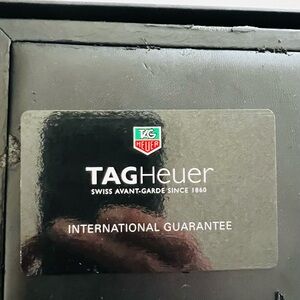 TAG
HEUER
TAGHeuer
SWISS AVANT-GARDE SINCE 1860
INTERNATIONAL GUARANTEE